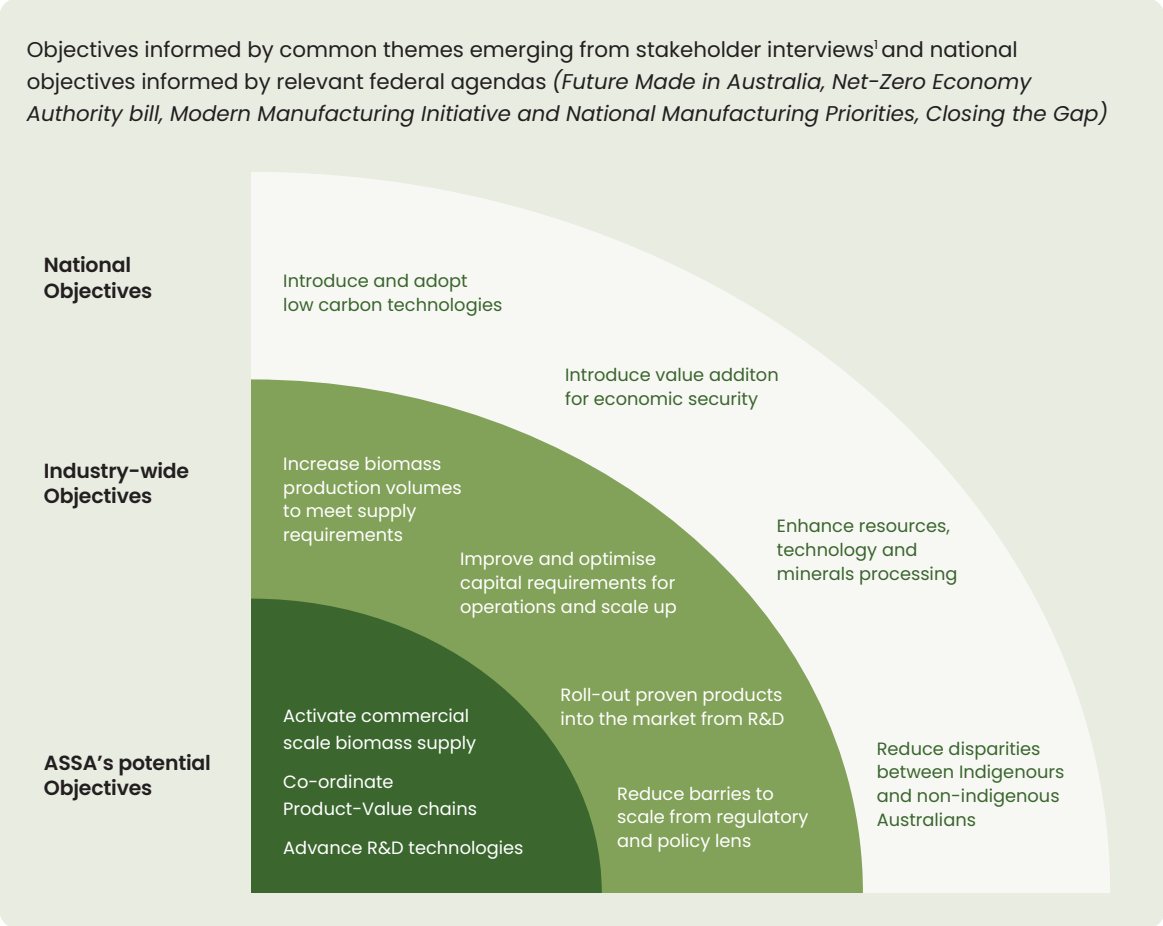 Objectives informed by common themes emerging from stakeholder interviews¹ and national
objectives informed by relevant federal agendas (Future Made in Australia, Net-Zero Economy
Authority bill, Modern Manufacturing Initiative and National Manufacturing Priorities, Closing the Gap)
National
Objectives
Introduce and adopt
low carbon technologies
Introduce value additon
for economic security
Enhance resources,
technology and
minerals processing
Reduce disparities
between Indigenours
and non-indigenous
Australians
Industry-wide
Objectives
Increase biomass
production volumes
to meet supply
requirements
Improve and optimise
capital requirements for
operations and scale up
Roll-out proven products
into the market from R&D
Reduce barries to
scale from regulatory
and policy lens
ASSA’s potential
Objectives
Activate commercial
scale biomass supply
Co-ordinate
Product-Value chains
Advance R&D technologies